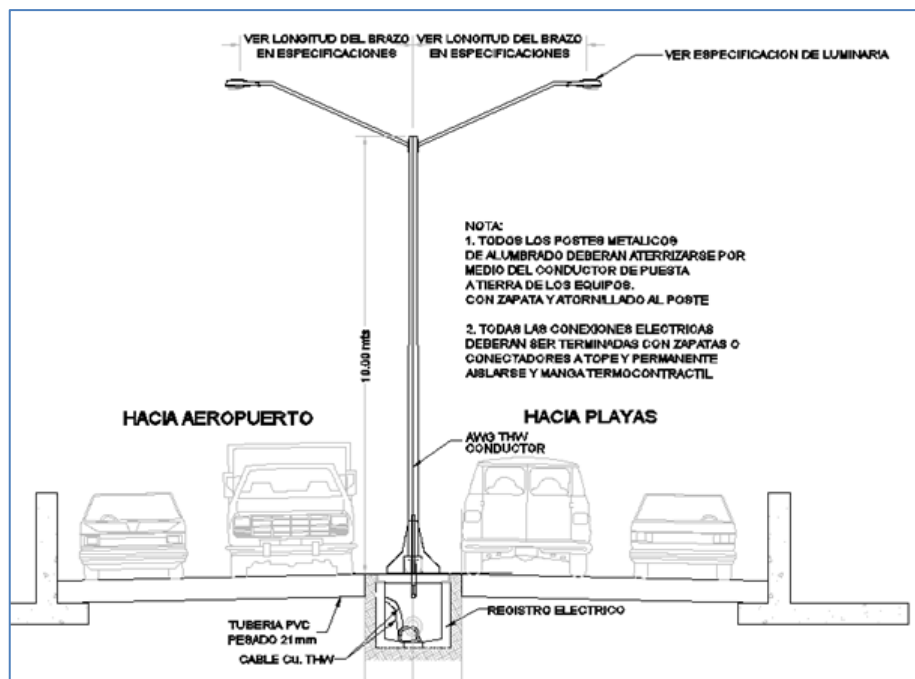 VER LONGITUD DEL BRAZO
EN ESPECIFICACIONES
VER LONGITUD DEL BRAZO
EN ESPECIFICACIONES
VER ESPECIFICACION DE LUMINARIA
NOTA:
1. TODOS LOS POSTES METALICOS
DE ALUMBRADO DEBERAN ATERRIZARSE POR
MEDIO DEL CONDUCTOR DE PUESTA
A TIERRA DE LOS EQUIPOS.
CON ZAPATA Y ATORNILLADO AL POSTE
2. TODAS LAS CONEXIONES ELECTRICAS
DEBERAN SER TERMINADAS CON ZAPATAS O
CONECTADORES A TOPE Y PERMANENTE
AISLARSE Y MANGA TERMOCONTRACTIL
10.00 mts
HACIA AEROPUERTO
HACIA PLAYAS
AWG THW
CONDUCTOR
TUBERIA PVC
PESADO 21mm
CABLE Cu. THW
REGISTRO ELECTRICO